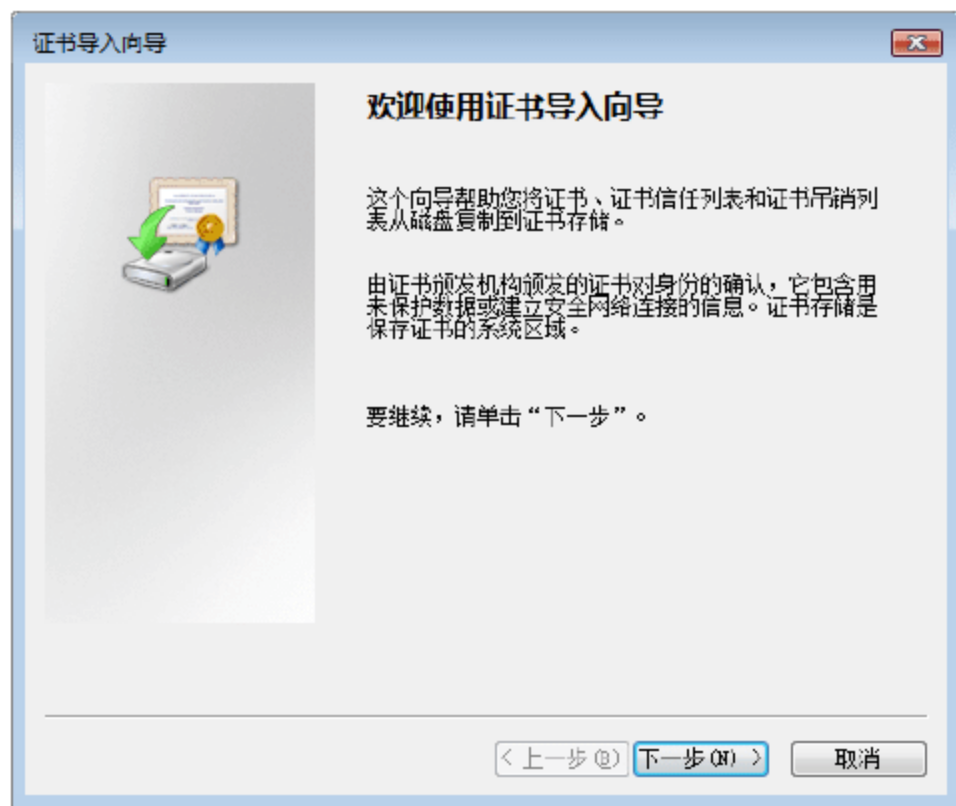 证书导入向导
欢迎使用证书导入向导
这个向导帮助您将证书、证书信任列表和证书吊销列
表从磁盘复制到证书存储。
由证书颁发机构颁发的证书对身份的确认，它包含用
来保护数据或建立安全网络连接的信息。证书存储是
保存证书的系统区域。
要继续，请单击“下一步”。
< 上一步(B) 下一步(N) > 取消